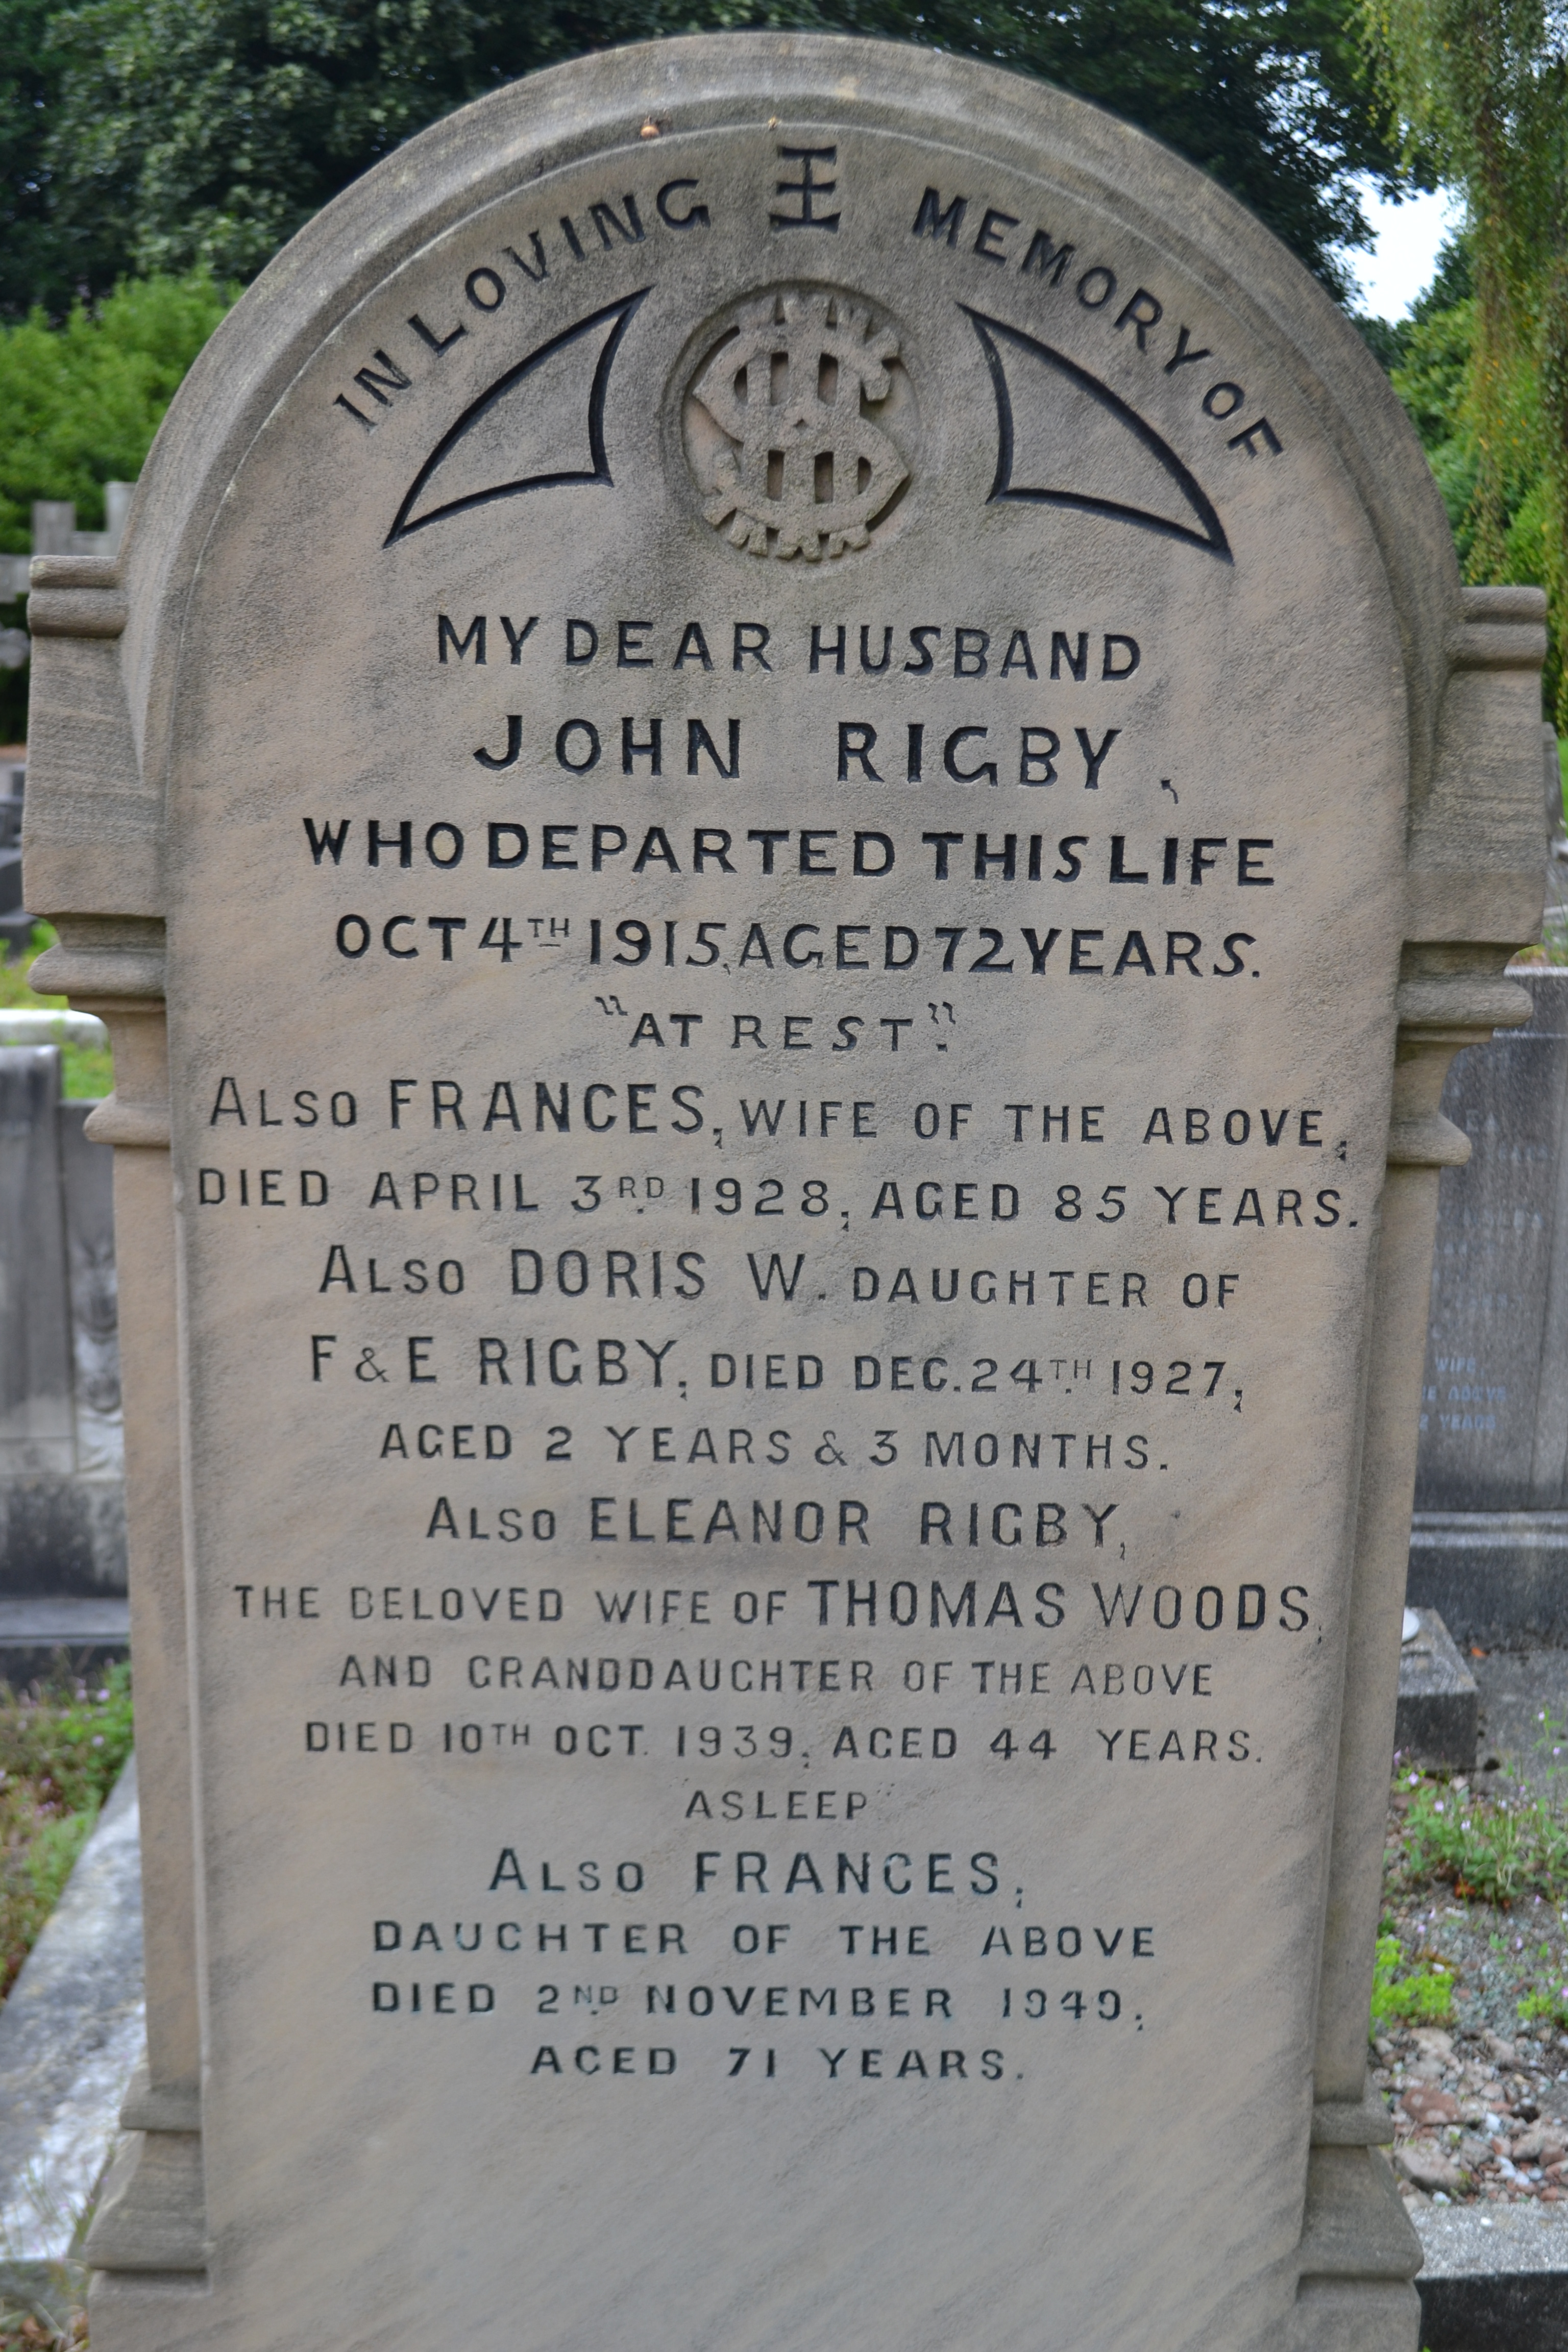 IN LOVING MEMORY OF
IHS
MY DEAR HUSBAND
JOHN RIGBY,
WHO DEPARTED THIS LIFE
OCT 4TH 1915, AGED 72 YEARS.
"AT REST."
ALSO FRANCES, WIFE OF THE ABOVE,
DIED APRIL 3RD 1928, AGED 85 YEARS.
ALSO DORIS W. DAUGHTER OF
F & E RIGBY, DIED DEC. 24TH 1927,
AGED 2 YEARS & 3 MONTHS.
ALSO ELEANOR RIGBY,
THE BELOVED WIFE OF THOMAS WOODS,
AND GRANDDAUGHTER OF THE ABOVE
DIED 10TH OCT. 1939, AGED 44 YEARS.
ASLEEP
ALSO FRANCES,
DAUGHTER OF THE ABOVE
DIED 2ND NOVEMBER 1949,
AGED 71 YEARS.
WIFE
YEARS